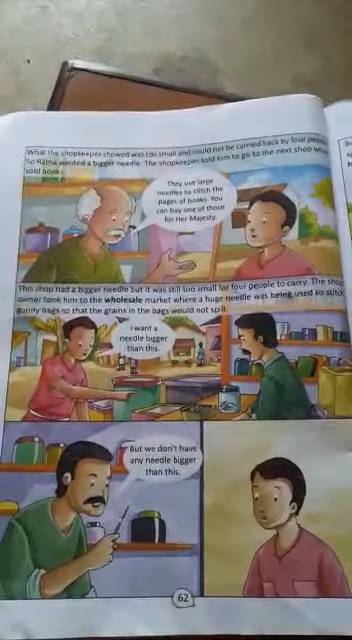 What the shopkeeper showed was too small and could not be carried back by four people.
So Rama wanted a bigger needle. The shopkeeper told him to go to the next shop
sold books.
They use large
needles to stitch the
pages of books. You
can buy one of those
for Her Majesty.
This shop had a bigger needle but it was still too small for four people to carry. The shop
owner took him to the wholesale market where a huge needle was being used to stitch
gunny bags so that the grains in the bags would not spill.
I want a
needle bigger
than this.
But we don't have
any needle bigger
than this.
62